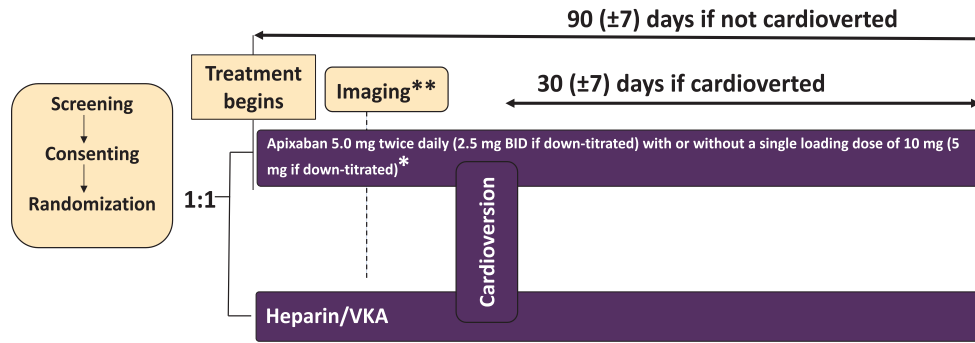 90 (±7) days if not cardioverted
Treatment
begins
Imaging**
30 (±7) days if cardioverted
Screening
Consenting
Randomization
1:1
Apixaban 5.0 mg twice daily (2.5 mg BID if down-titrated) with or without a single loading dose of 10 mg (5
mg if down-titrated)*
Cardioversion
Heparin/VKA